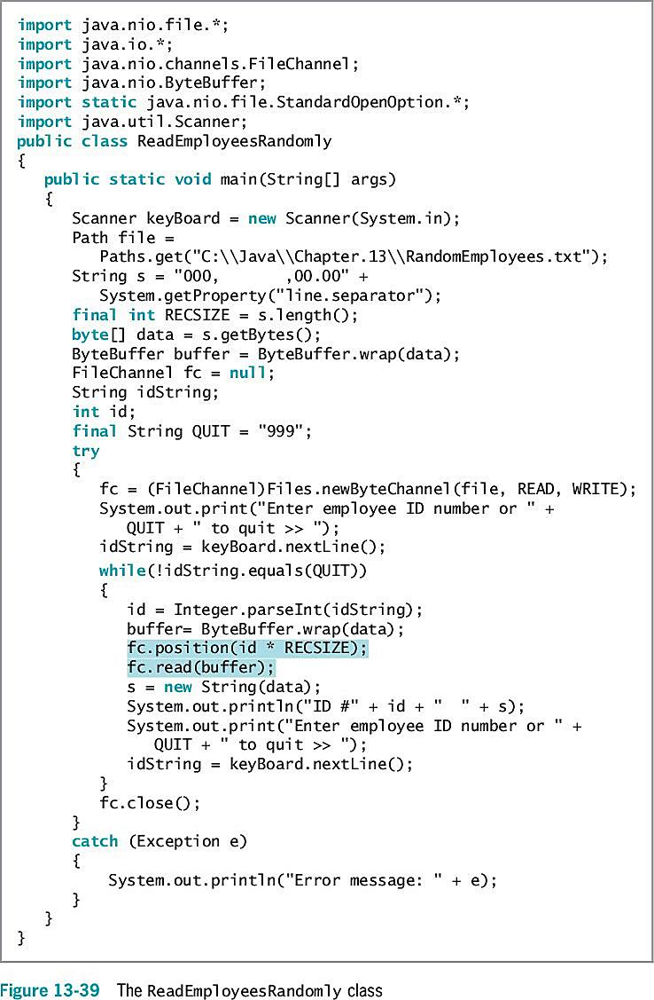 import java.nio.file.*;
import java.io.*;
import java.nio.channels.FileChannel;
import java.nio.ByteBuffer;
import static java.nio.file.StandardOpenOption.*;
import java.util.Scanner;
public class ReadEmployeesRandomly
{
   public static void main(String[] args)
   {
      Scanner keyBoard = new Scanner(System.in);
      Path file =
         Paths.get("C:\\Java\\Chapter.13\\RandomEmployees.txt");
      String s = "000,       ,00.00" +
         System.getProperty("line.separator");
      final int RECSIZE = s.length();
      byte[] data = s.getBytes();
      ByteBuffer buffer = ByteBuffer.wrap(data);
      FileChannel fc = null;
      String idString;
      int id;
      final String QUIT = "999";
      try
      {
         fc = (FileChannel)Files.newByteChannel(file, READ, WRITE);
         System.out.print("Enter employee ID number or " +
            QUIT + " to quit >> ");
         idString = keyBoard.nextLine();
         while(!idString.equals(QUIT))
         {
            id = Integer.parseInt(idString);
            buffer= ByteBuffer.wrap(data);
            fc.position(id * RECSIZE);
            fc.read(buffer);
            s = new String(data);
            System.out.println("ID #" + id + "  " + s);
            System.out.print("Enter employee ID number or " +
               QUIT + " to quit >> ");
            idString = keyBoard.nextLine();
         }
         fc.close();
      }
      catch (Exception e)
      {
          System.out.println("Error message: " + e);
      }
   }
}
Figure 13-39 The ReadEmployeesRandomly class